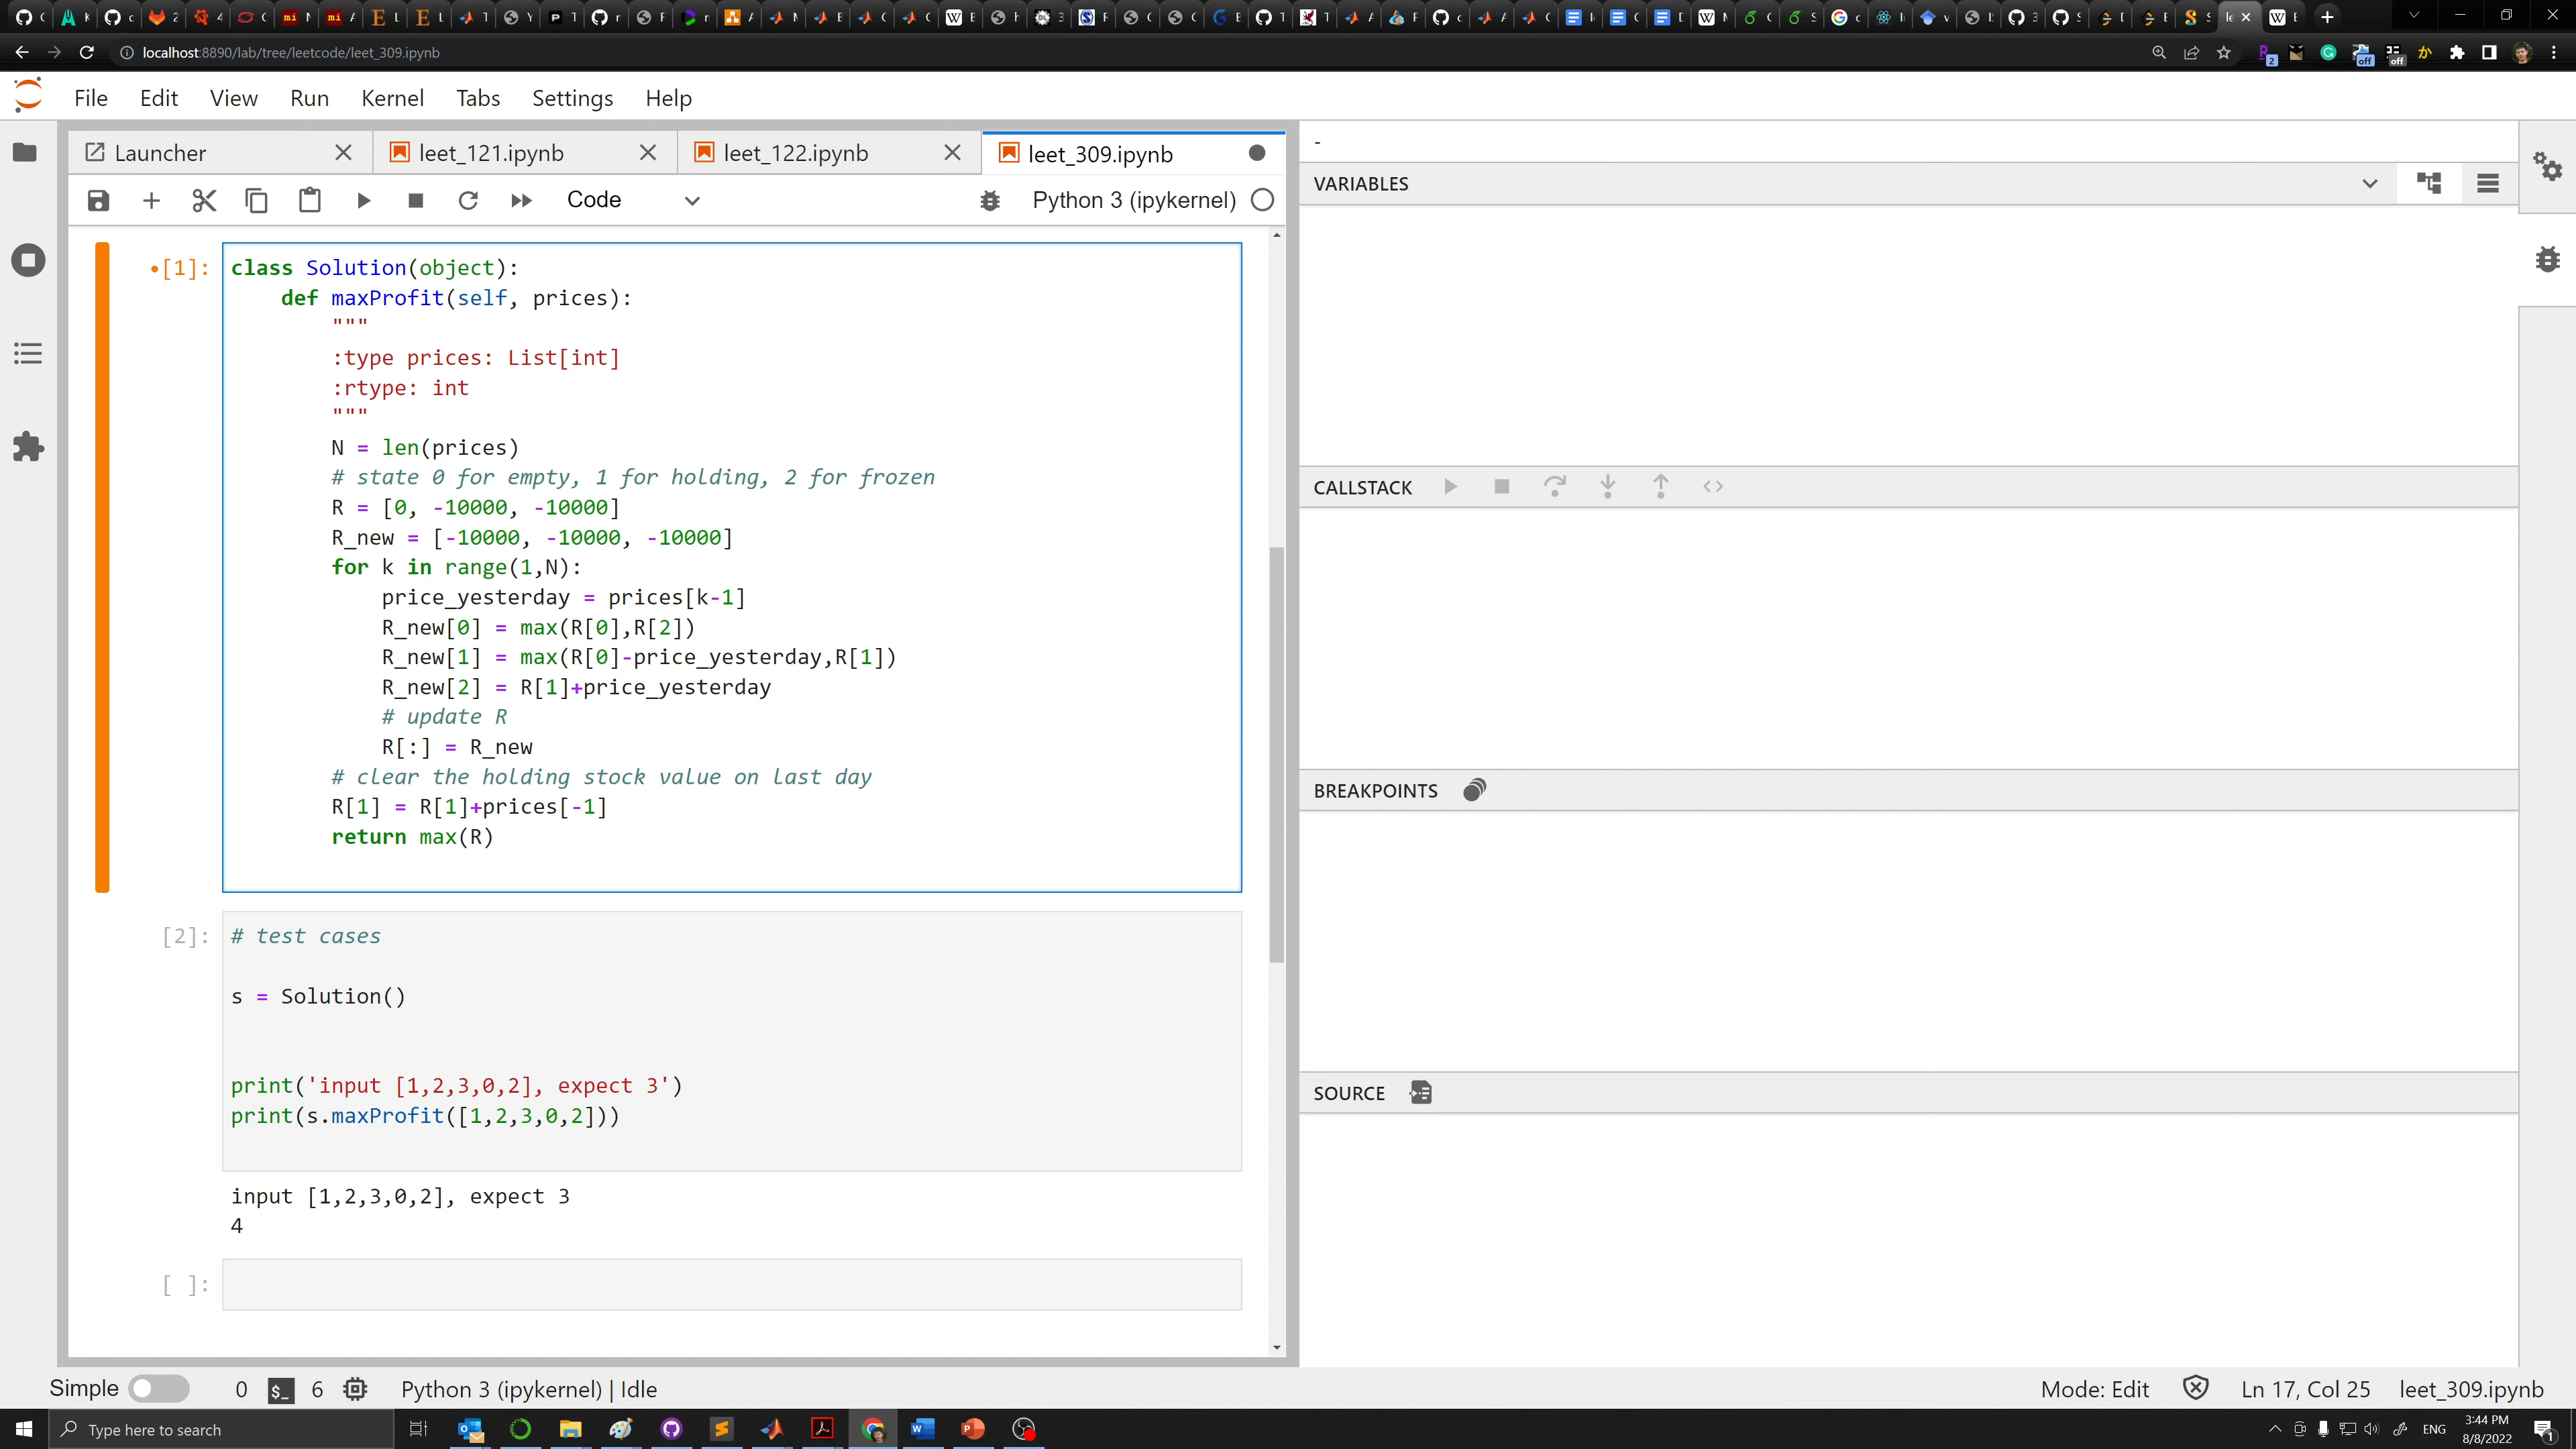 localhost:8890/lab/tree/leetcode/leet_309.ipynb
2
off
off
File Edit View Run Kernel Tabs Settings Help
Launcher
leet_121.ipynb
leet_122.ipynb
leet_309.ipynb
Code
Python 3 (ipykernel)
[1]:
class Solution(object):
def maxProfit(self, prices):
"""
:type prices: List[int]
:rtype: int
"""
N = len(prices)
# state 0 for empty, 1 for holding, 2 for frozen
R = [0, -10000, -10000]
R_new = [-10000, -10000, -10000]
for k in range(1,N):
price_yesterday = prices[k-1]
R_new[0] = max(R[0],R[2])
R_new[1] = max(R[0]-price_yesterday,R[1])
R_new[2] = R[1]+price_yesterday
# update R
R[:] = R_new
# clear the holding stock value on last day
R[1] = R[1]+prices[-1]
return max(R)
[2]:
# test cases
s = Solution()
print('input [1,2,3,0,2], expect 3')
print(s.maxProfit([1,2,3,0,2]))
input [1,2,3,0,2], expect 3
4
[ ]:
-
VARIABLES
CALLSTACK
BREAKPOINTS
SOURCE
Simple
0
$_
6
Python 3 (ipykernel) | Idle
Mode: Edit
Ln 17, Col 25
leet_309.ipynb
Type here to search
ENG
3:44 PM
8/8/2022
1